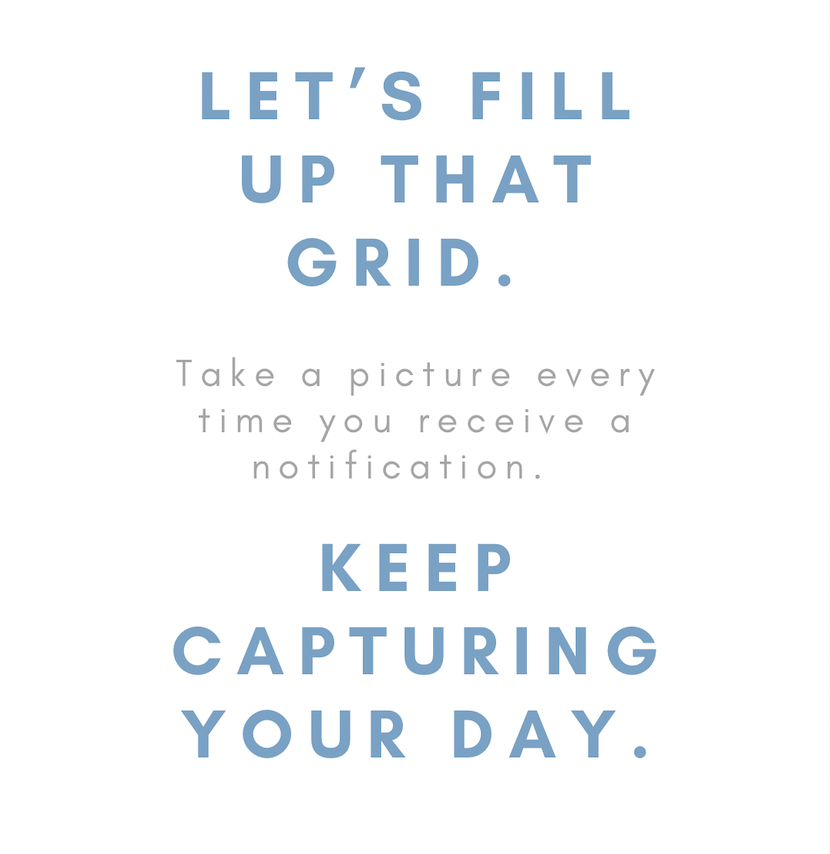 LET’S FILL
UP THAT
GRID.
Take a picture every
time you receive a
notification.
KEEP
CAPTURING
YOUR DAY.